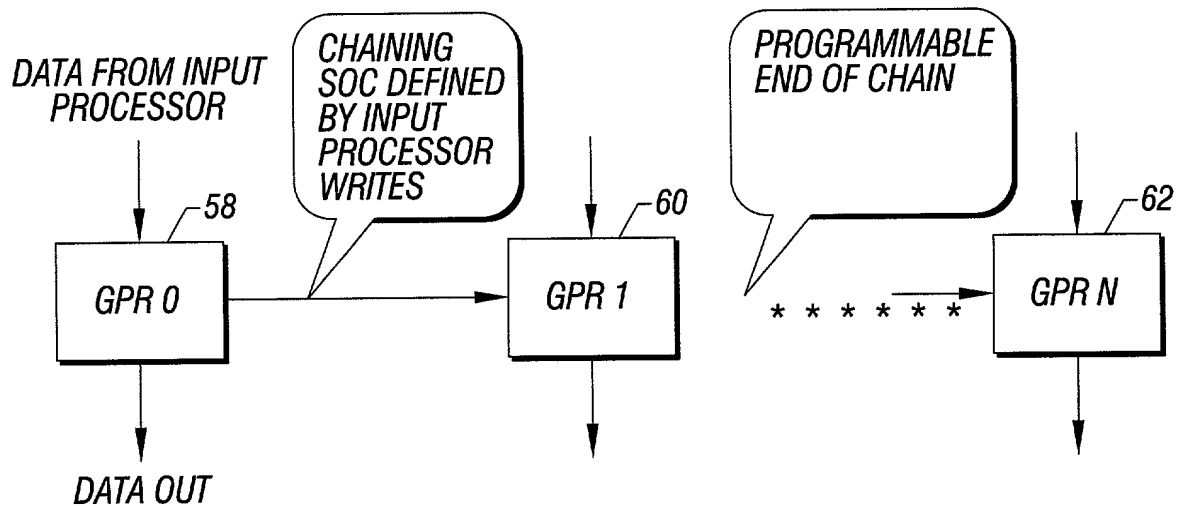 DATA FROM INPUT
PROCESSOR
CHAINING
SOC DEFINED
BY INPUT
PROCESSOR
WRITES
PROGRAMMABLE
END OF CHAIN
58
60
62
GPR 0
GPR 1
* * * * * *
GPR N
DATA OUT